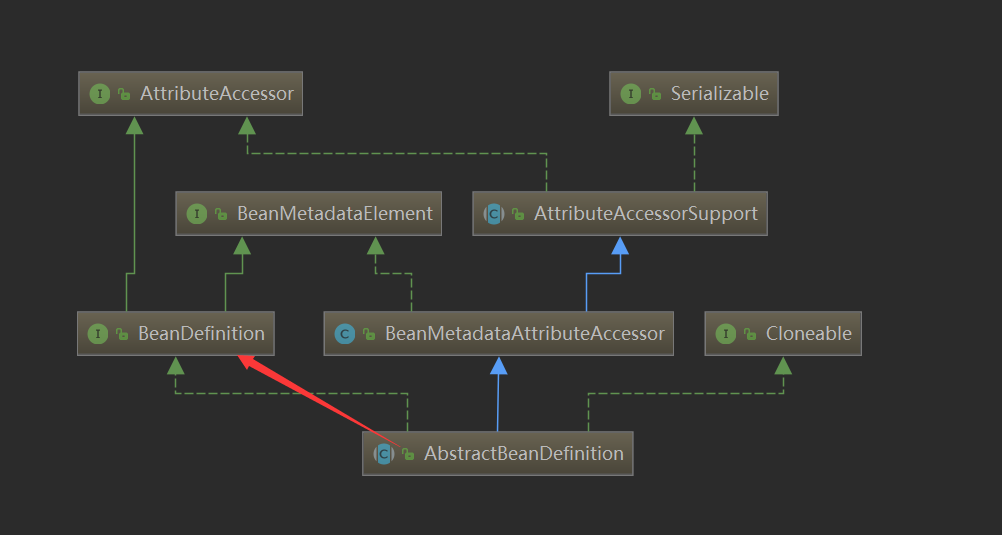 AttributeAccessor
Serializable
BeanMetadataElement
AttributeAccessorSupport
BeanDefinition
BeanMetadataAttributeAccessor
Cloneable
AbstractBeanDefinition